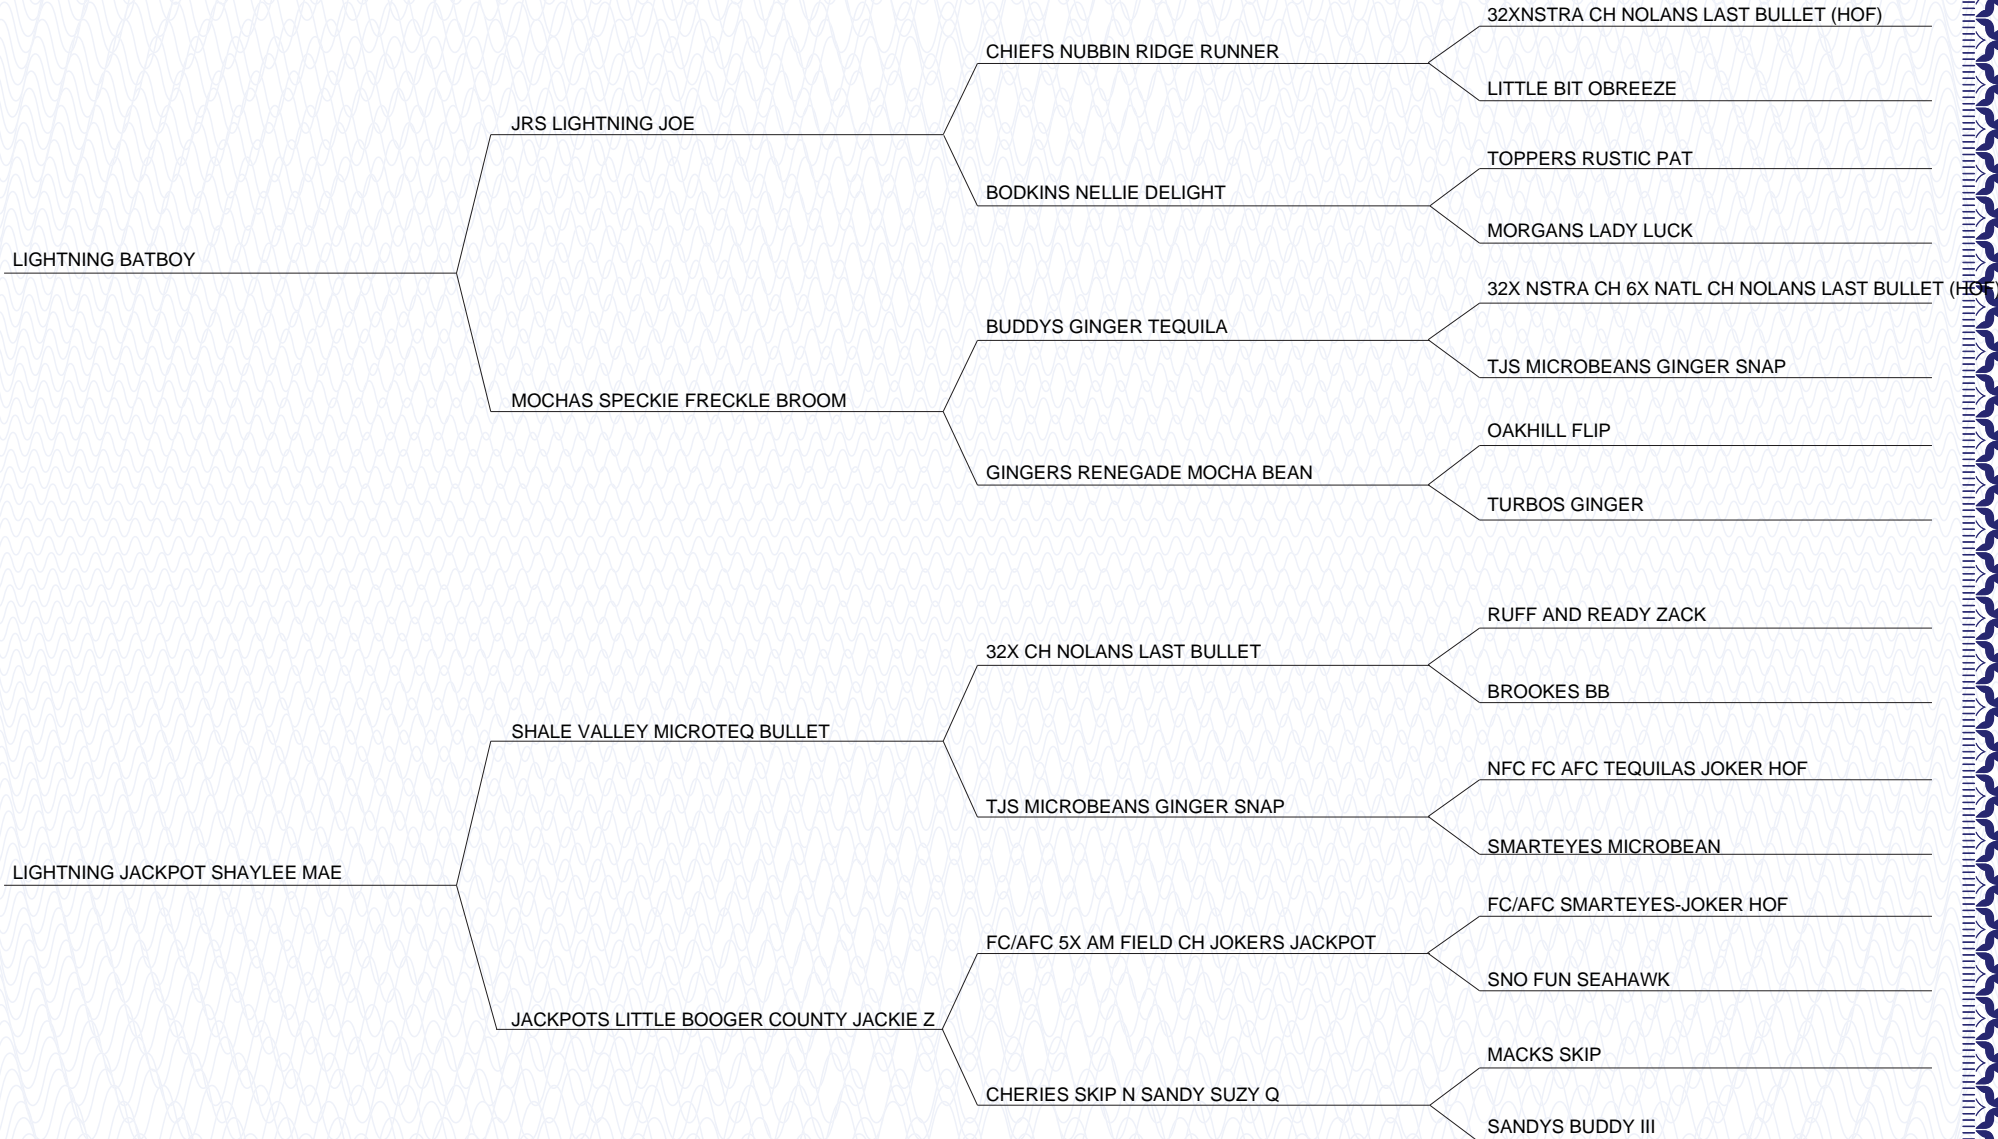 32XNSTRA CH NOLANS LAST BULLET (HOF)
CHIEFS NUBBIN RIDGE RUNNER
LITTLE BIT OBREEZE
JRS LIGHTNING JOE
TOPPERS RUSTIC PAT
BODKINS NELLIE DELIGHT
MORGANS LADY LUCK
LIGHTNING BATBOY
32X NSTRA CH 6X NATL CH NOLANS LAST BULLET (HOF)
BUDDYS GINGER TEQUILA
TJS MICROBEANS GINGER SNAP
MOCHAS SPECKIE FRECKLE BROOM
OAKHILL FLIP
GINGERS RENEGADE MOCHA BEAN
TURBOS GINGER
RUFF AND READY ZACK
32X CH NOLANS LAST BULLET
BROOKES BB
SHALE VALLEY MICROTEQ BULLET
NFC FC AFC TEQUILAS JOKER HOF
TJS MICROBEANS GINGER SNAP
SMARTEYES MICROBEAN
LIGHTNING JACKPOT SHAYLEE MAE
FC/AFC SMARTEYES-JOKER HOF
FC/AFC 5X AM FIELD CH JOKERS JACKPOT
SNO FUN SEAHAWK
JACKPOTS LITTLE BOOGER COUNTY JACKIE Z
MACKS SKIP
CHERIES SKIP N SANDY SUZY Q
SANDYS BUDDY III